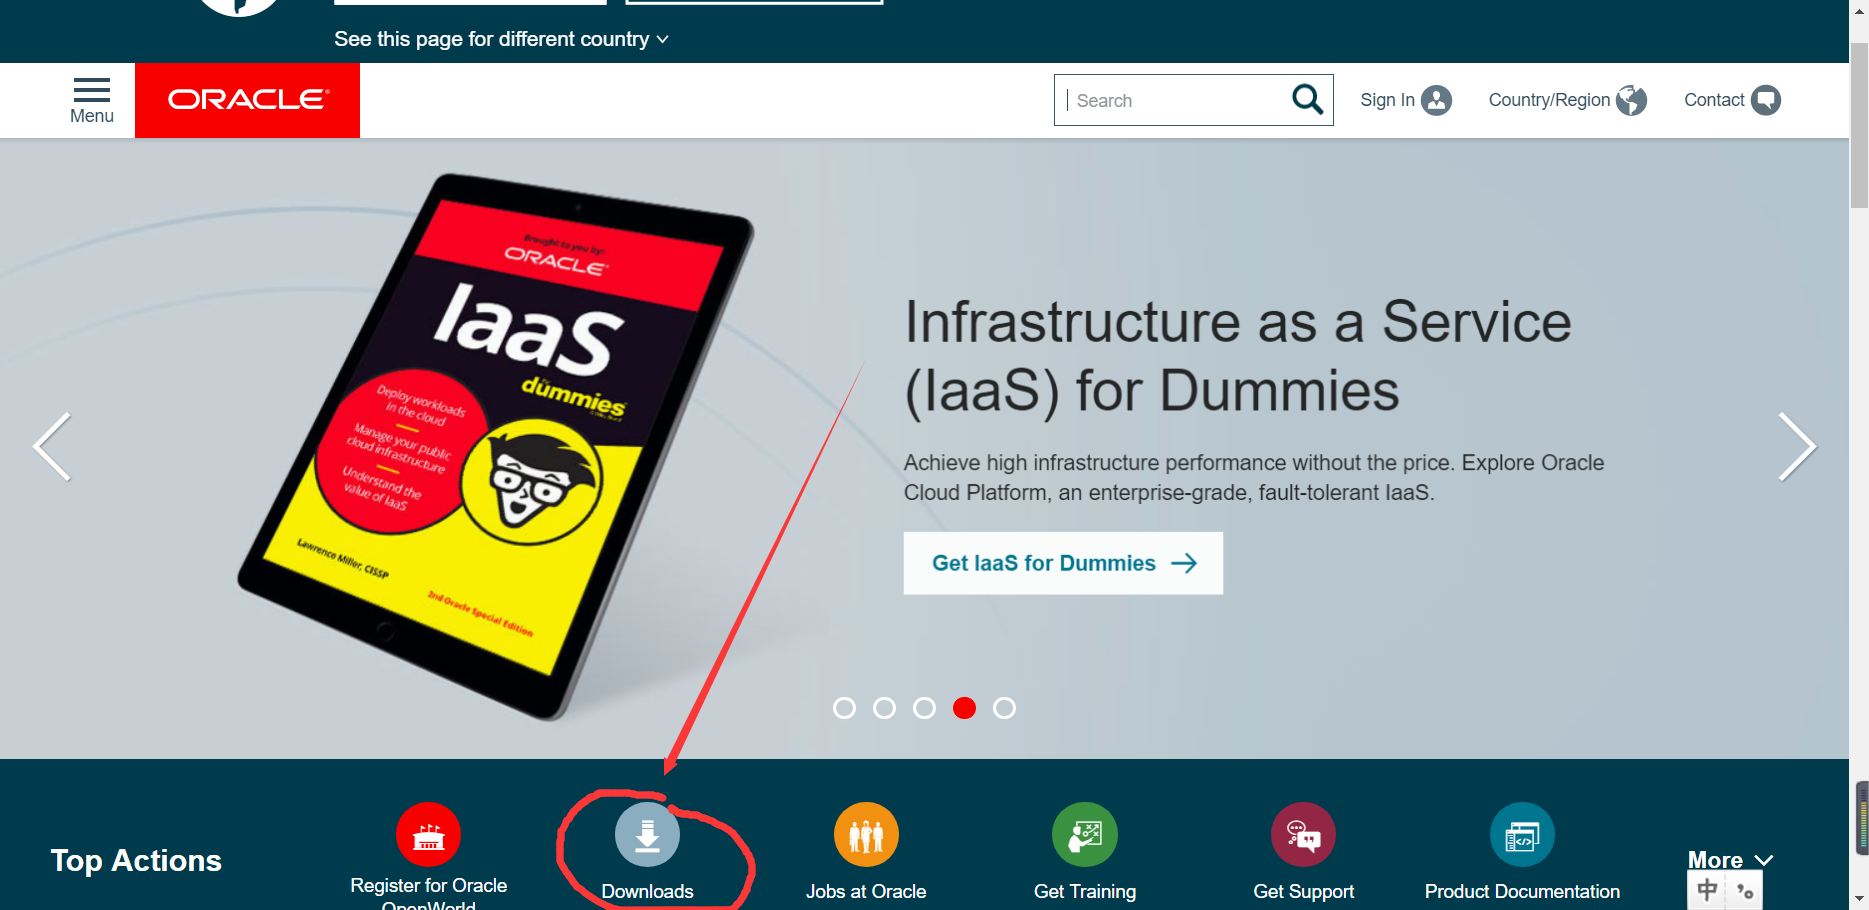 See this page for different country
Menu
ORACLE
Search
Sign In
Country/Region
Contact
Brought to you by:
ORACLE
IaaS
for
dummies
Deploy workloads
in the cloud
Manage your public
cloud infrastructure
Understand the
value of IaaS
Lawrence Miller, CISSP
2nd Oracle Special Edition
Infrastructure as a Service
(IaaS) for Dummies
Achieve high infrastructure performance without the price. Explore Oracle
Cloud Platform, an enterprise-grade, fault-tolerant IaaS.
Get IaaS for Dummies
Top Actions
Register for Oracle
OpenWorld
Downloads
Jobs at Oracle
Get Training
Get Support
Product Documentation
More
中